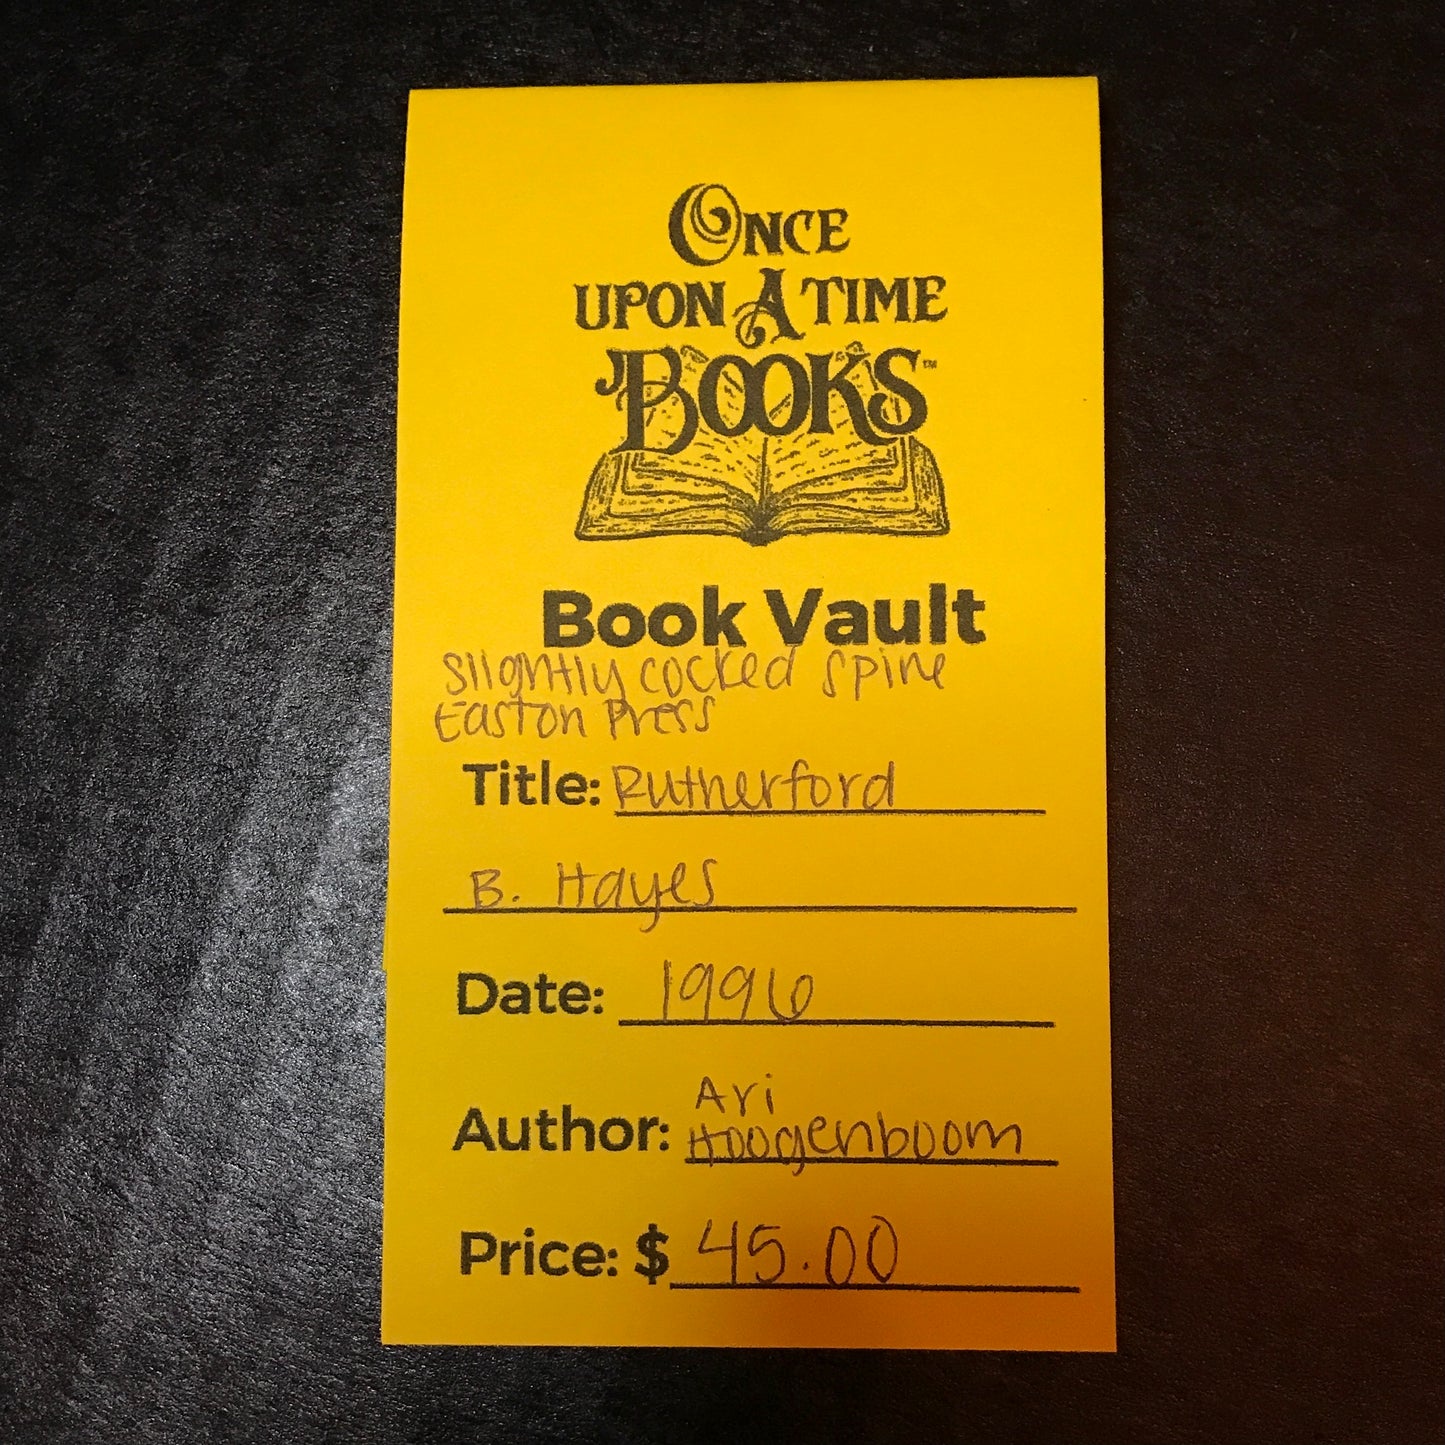 ONCE
UPON A TIME
BOOKS™
Book Vault
Slightly cocked spine
Easton Press
Title: Rutherford
B. Hayes
Date: 1996
Author: Ari
Hoogenboom
Price: $ 45.00